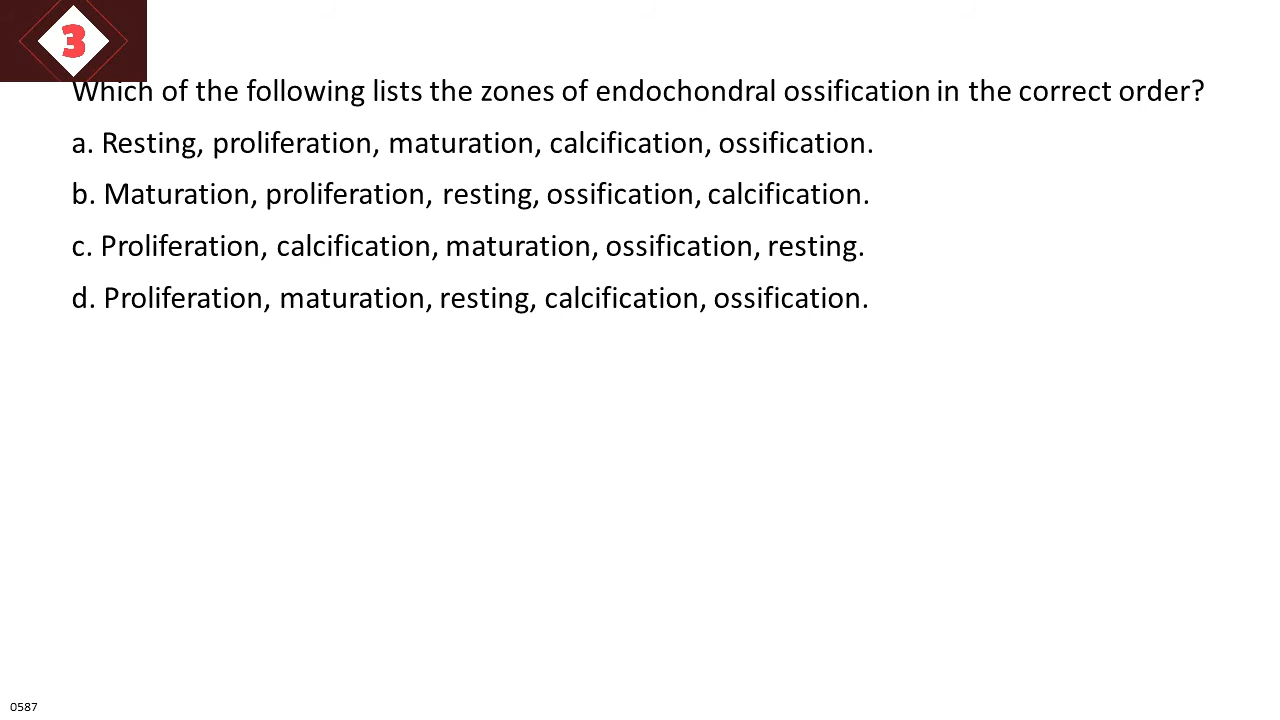 3
Which of the following lists the zones of endochondral ossification in the correct order?
a. Resting, proliferation, maturation, calcification, ossification.
b. Maturation, proliferation, resting, ossification, calcification.
c. Proliferation, calcification, maturation, ossification, resting.
d. Proliferation, maturation, resting, calcification, ossification.
0587